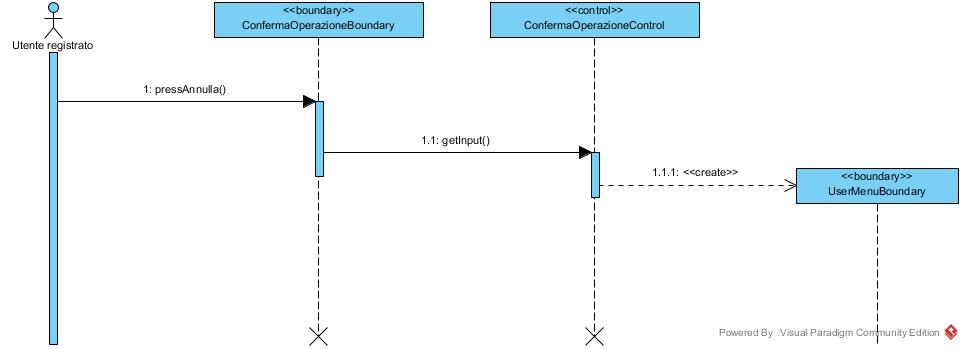 <<boundary>>
ConfermaOperazioneBoundary
<<control>>
ConfermaOperazioneControl
Utente registrato
1: pressAnnulla()
1.1: getInput()
1.1.1: <<create>>
<<boundary>>
UserMenuBoundary
Powered By Visual Paradigm Community Edition